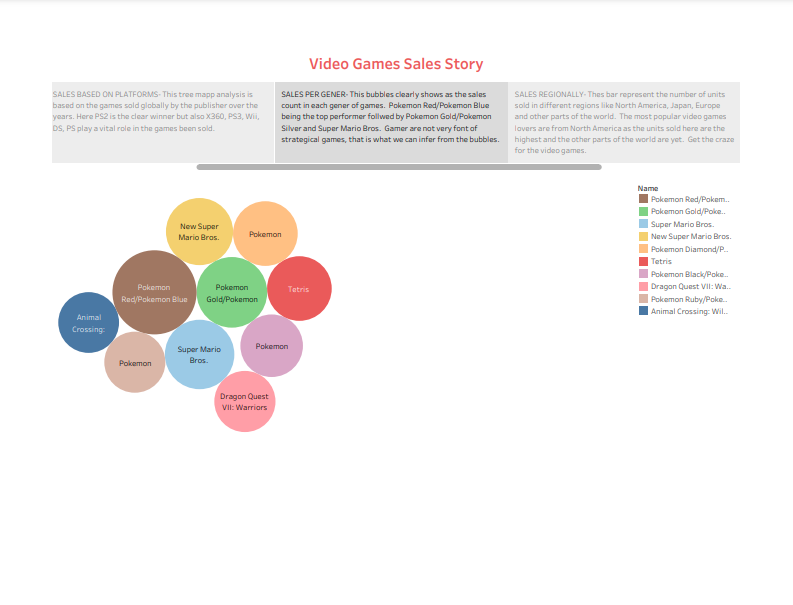 Video Games Sales Story
SALES BASED ON PLATFORMS- This tree mapp analysis is
based on the games sold globally by the publisher over the
years. Here PS2 is the clear winner but also X360, PS3, Wii,
DS, PS play a vital role in the games been sold.
SALES PER GENER- This bubbles clearly shows as the sales
count in each gener of games. Pokemon Red/Pokemon Blue
being the top performer follwed by Pokemon Gold/Pokemon
Silver and Super Mario Bros. Gamer are not very font of
strategical games, that is what we can infer from the bubbles.
SALES REGIONALLY- Thes bar represent the number of units
sold in different regions like North America, Japan, Europe
and other parts of the world. The most popular video games
lovers are from North America as the units sold here are the
highest and the other parts of the world are yet. Get the craze
for the video games.
New Super
Mario Bros.
Pokemon
Pokemon
Red/Pokemon Blue
Pokemon
Gold/Pokemon
Tetris
Animal
Crossing:
Pokemon
Super Mario
Bros.
Pokemon
Dragon Quest
VII: Warriors
Name
Pokemon Red/Pokem..
Pokemon Gold/Poke..
Super Mario Bros.
New Super Mario Bros.
Pokemon Diamond/P..
Tetris
Pokemon Black/Poke..
Dragon Quest VII: Wa..
Pokemon Ruby/Poke..
Animal Crossing: Wil..